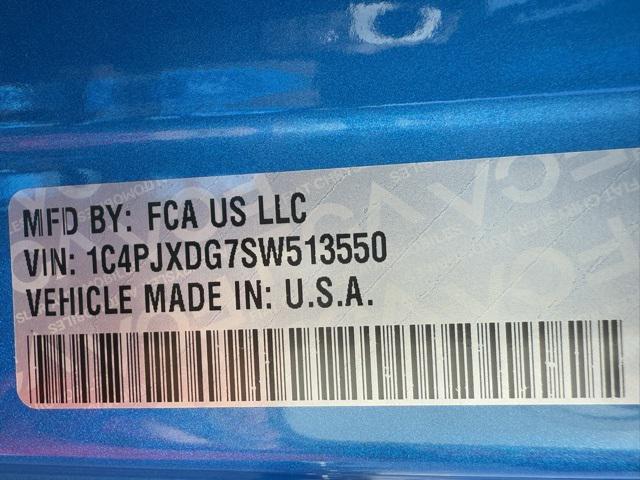 MFD BY: FCA US LLC
VIN: 1C4PJXDG7SW513550
VEHICLE MADE IN: U.S.A.